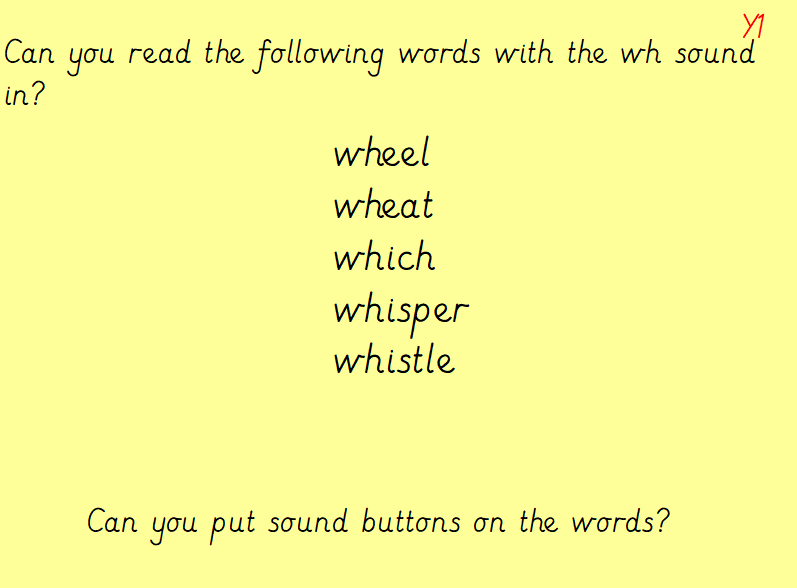 Y1
Can you read the following words with the wh sound
in?
wheel
wheat
which
whisper
whistle
Can you put sound buttons on the words?